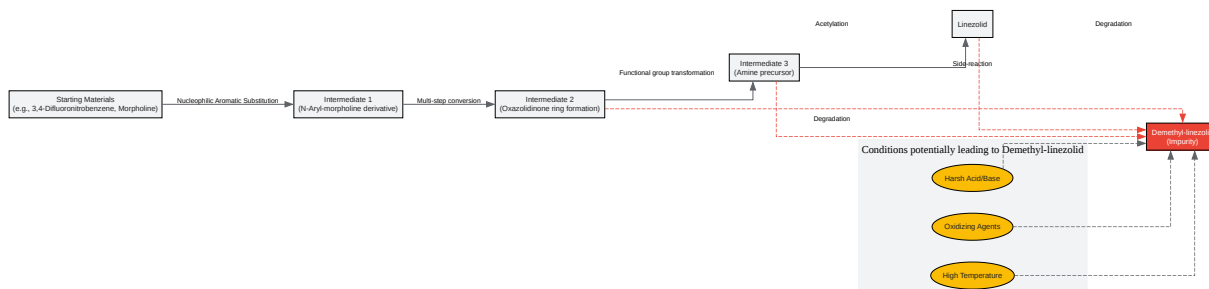 Acetylation
Linezolid
Degradation
Functional group transformation
Intermediate 3
(Amine precursor)
Side-reaction
Starting Materials
(e.g., 3,4-Difluoronitrobenzene, Morpholine)
Nucleophilic Aromatic Substitution
Intermediate 1
(N-Aryl-morpholine derivative)
Multi-step conversion
Intermediate 2
(Oxazolidinone ring formation)
Degradation
Demethyl-linezolid
(Impurity)
Conditions potentially leading to Demethyl-linezolid
Harsh Acid/Base
Oxidizing Agents
High Temperature